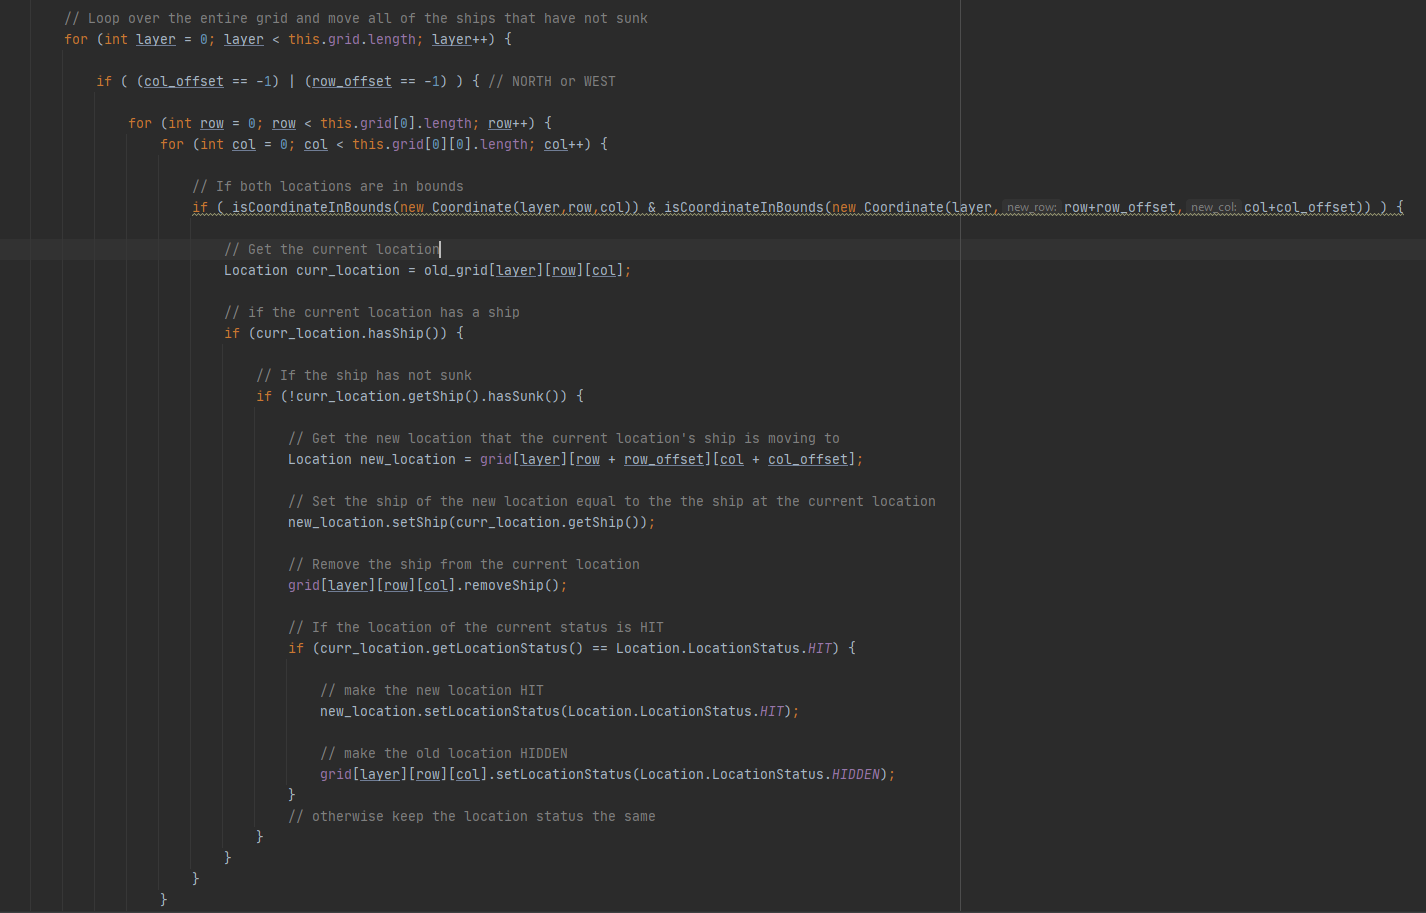 // Loop over the entire grid and move all of the ships that have not sunk
for (int layer = 0; layer < this.grid.length; layer++) {
if ( (col_offset == -1) | (row_offset == -1) ) { // NORTH or WEST
for (int row = 0; row < this.grid[0].length; row++) {
for (int col = 0; col < this.grid[0][0].length; col++) {
// If both locations are in bounds
if ( isCoordinateInBounds(new Coordinate(layer,row,col)) & isCoordinateInBounds(new Coordinate(layer, new_row: row+row_offset, new_col: col+col_offset)) ) {
// Get the current location
Location curr_location = old_grid[layer][row][col];
// if the current location has a ship
if (curr_location.hasShip()) {
// If the ship has not sunk
if (!curr_location.getShip().hasSunk()) {
// Get the new location that the current location's ship is moving to
Location new_location = grid[layer][row + row_offset][col + col_offset];
// Set the ship of the new location equal to the the ship at the current location
new_location.setShip(curr_location.getShip());
// Remove the ship from the current location
grid[layer][row][col].removeShip();
// If the location of the current status is HIT
if (curr_location.getLocationStatus() == Location.LocationStatus.HIT) {
// make the new location HIT
new_location.setLocationStatus(Location.LocationStatus.HIT);
// make the old location HIDDEN
grid[layer][row][col].setLocationStatus(Location.LocationStatus.HIDDEN);
}
// otherwise keep the location status the same
}
}
}
}